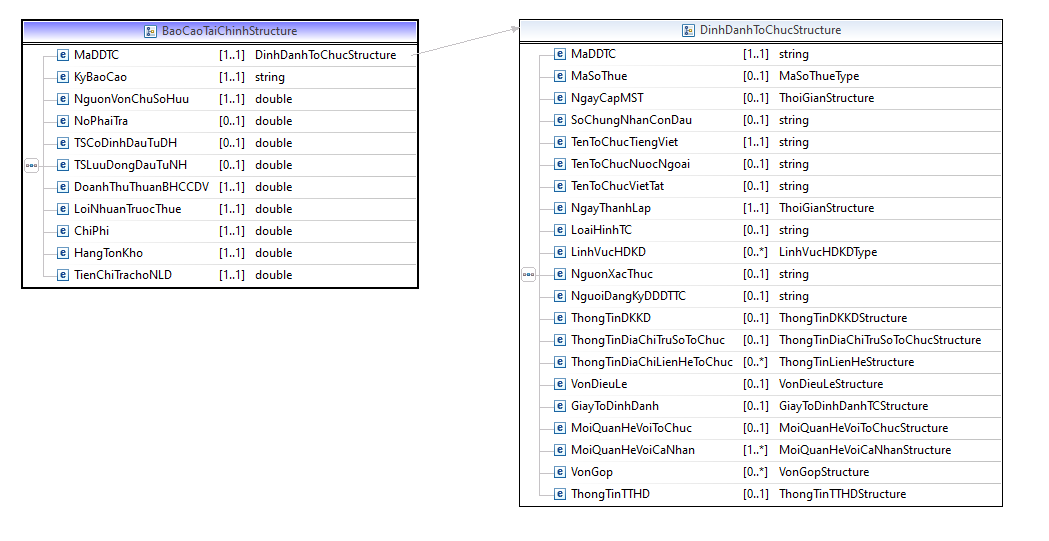 BaoCaoTaiChinhStructure
MaDDTC [1..1] DinhDanhToChucStructure
KyBaoCao [1..1] string
NguonVonChuSoHuu [1..1] double
NoPhaiTra [0..1] double
TSCoDinhDauTuDH [0..1] double
TSLuuDongDauTuNH [0..1] double
DoanhThuThuanBHCCDV [1..1] double
LoiNhuanTruocThue [1..1] double
ChiPhi [1..1] double
HangTonKho [1..1] double
TienChiTrachoNLD [1..1] double
DinhDanhToChucStructure
MaDDTC [1..1] string
MaSoThue [0..1] MaSoThueType
NgayCapMST [0..1] ThoiGianStructure
SoChungNhanConDau [0..1] string
TenToChucTiengViet [1..1] string
TenToChucNuocNgoai [0..1] string
TenToChucVietTat [0..1] string
NgayThanhLap [1..1] ThoiGianStructure
LoaiHinhTC [0..1] string
LinhVucHDKD [0..*] LinhVucHDKDType
NguonXacThuc [0..1] string
NguoiDangKyDDDTTC [0..1] string
ThongTinDKKD [0..1] ThongTinDKKDStructure
ThongTinDiaChiTruSoToChuc [0..1] ThongTinDiaChiTruSoToChucStructure
ThongTinDiaChiLienHeToChuc [0..*] ThongTinLienHeStructure
VonDieuLe [0..1] VonDieuLeStructure
GiayToDinhDanh [0..1] GiayToDinhDanhTCStructure
MoiQuanHeVoiToChuc [0..1] MoiQuanHeVoiToChucStructure
MoiQuanHeVoiCaNhan [1..*] MoiQuanHeVoiCaNhanStructure
VonGop [0..*] VonGopStructure
ThongTinTTHD [0..1] ThongTinTTHDStructure